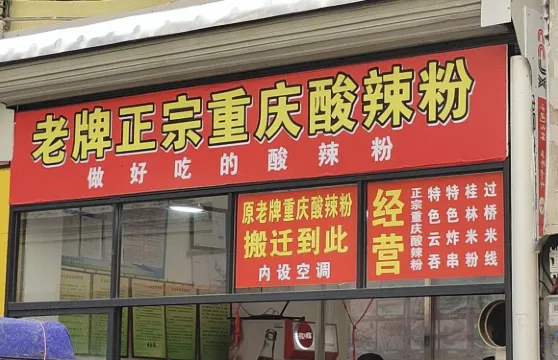 老牌正宗重庆酸辣粉
做好吃的酸辣粉
原老牌重庆酸辣粉
搬迁到此
内设空调
经营
正宗重庆酸辣粉
特色云吞
特色炸串
桂林米粉
过桥米线